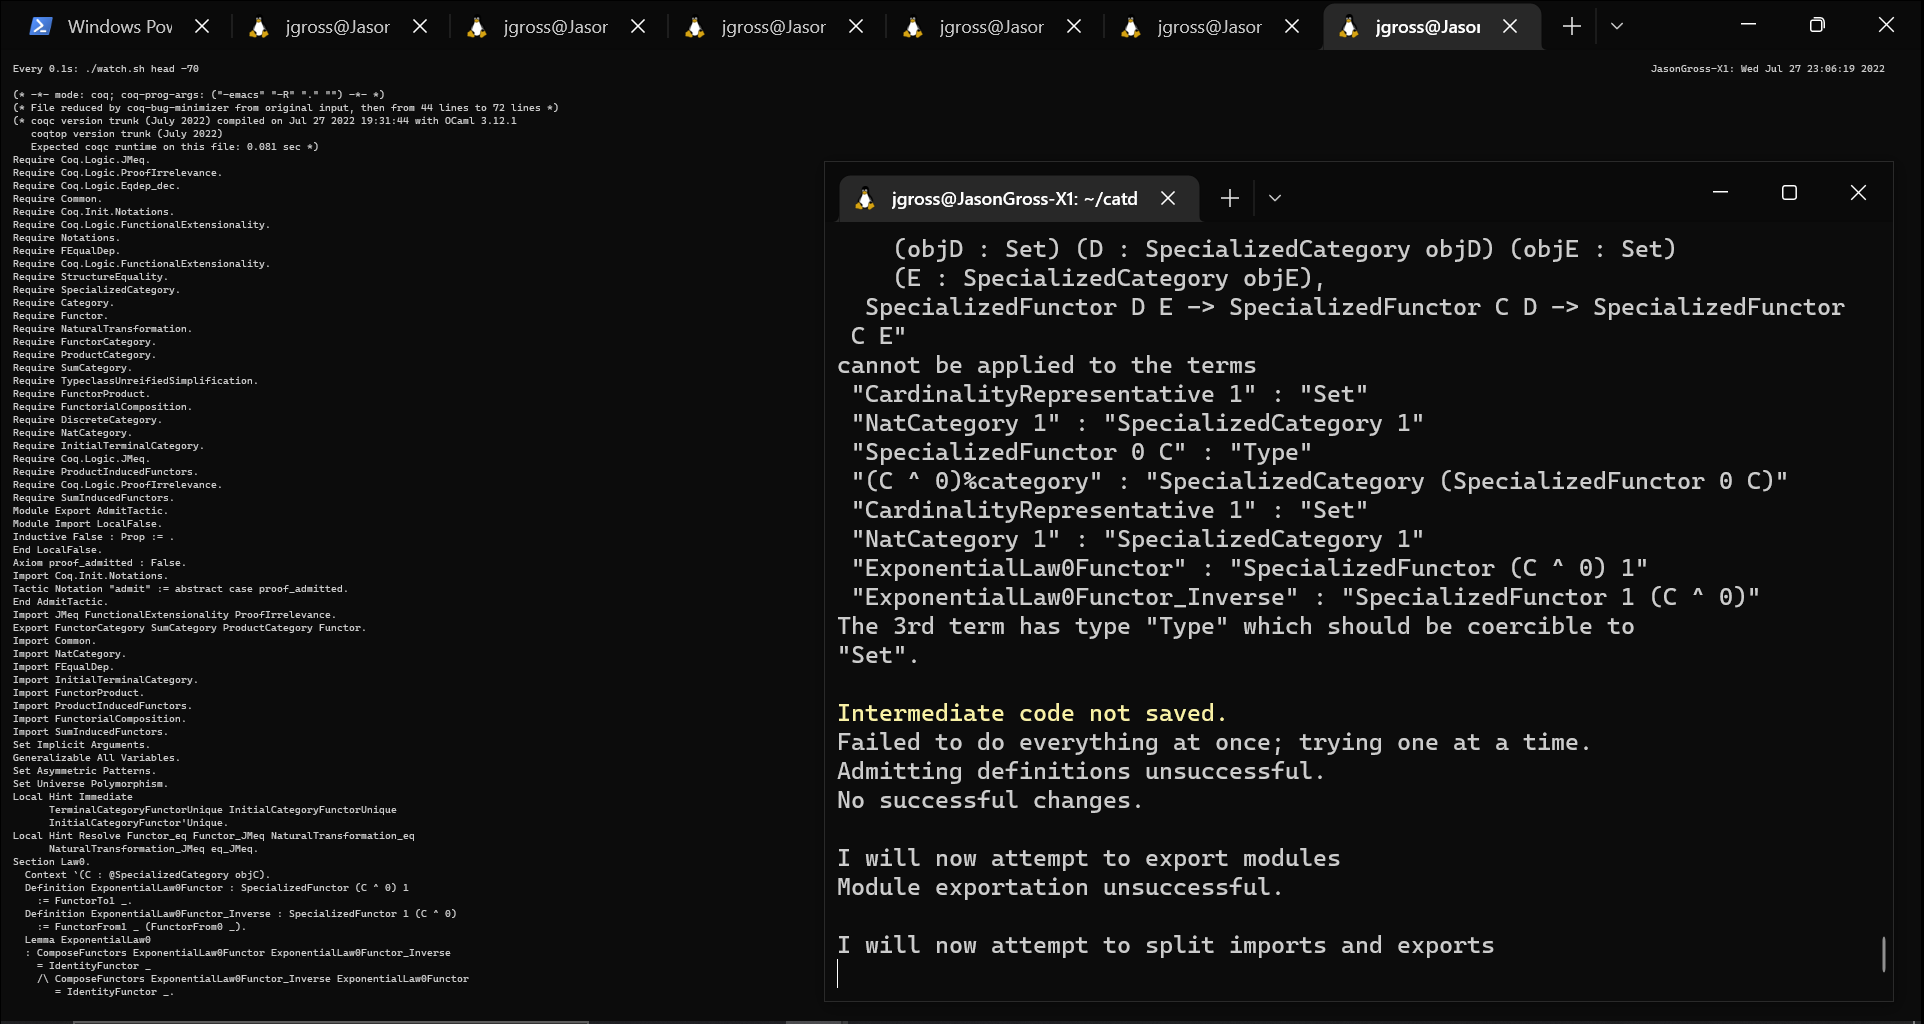 Windows Pov
jgross@Jasor
jgross@Jasor
jgross@Jasor
jgross@Jasor
jgross@Jasor
jgross@Jasor
Every 0.1s: ./watch.sh head -70
JasonGross-X1: Wed Jul 27 23:06:19 2022
(* -*- mode: coq; coq-prog-args: ("-emacs" "-R" "." "") -*- *)
(* File reduced by coq-bug-minimizer from original input, then from 44 lines to 72 lines *)
(* coqc version trunk (July 2022) compiled on Jul 27 2022 19:31:44 with OCaml 3.12.1
coqtop version trunk (July 2022)
Expected coqc runtime on this file: 0.081 sec *)
Require Coq.Logic.JMeq.
Require Coq.Logic.ProofIrrelevance.
Require Coq.Logic.Eqdep_dec.
Require Common.
Require Coq.Init.Notations.
Require Coq.Logic.FunctionalExtensionality.
Require Notations.
Require FEqualDep.
Require Coq.Logic.FunctionalExtensionality.
Require StructureEquality.
Require SpecializedCategory.
Require Category.
Require Functor.
Require NaturalTransformation.
Require FunctorCategory.
Require ProductCategory.
Require SumCategory.
Require TypeclassUnreifiedSimplification.
Require FunctorProduct.
Require FunctorialComposition.
Require DiscreteCategory.
Require NatCategory.
Require InitialTerminalCategory.
Require Coq.Logic.JMeq.
Require ProductInducedFunctors.
Require Coq.Logic.ProofIrrelevance.
Require SumInducedFunctors.
Module Export AdmitTactic.
Module Import LocalFalse.
Inductive False : Prop := .
End LocalFalse.
Axiom proof_admitted : False.
Import Coq.Init.Notations.
Tactic Notation "admit" := abstract case proof_admitted.
End AdmitTactic.
Import JMeq FunctionalExtensionality ProofIrrelevance.
Export FunctorCategory SumCategory ProductCategory Functor.
Import Common.
Import NatCategory.
Import FEqualDep.
Import InitialTerminalCategory.
Import FunctorProduct.
Import ProductInducedFunctors.
Import FunctorialComposition.
Import SumInducedFunctors.
Set Implicit Arguments.
Generalizable All Variables.
Set Asymmetric Patterns.
Set Universe Polymorphism.
Local Hint Immediate
TerminalCategoryFunctorUnique InitialCategoryFunctorUnique
InitialCategoryFunctor'Unique.
Local Hint Resolve Functor_eq Functor_JMeq NaturalTransformation_eq
NaturalTransformation_JMeq eq_JMeq.
Section Law0.
Context `(C : @SpecializedCategory objC).
Definition ExponentialLaw0Functor : SpecializedFunctor (C ^ 0) 1
:= FunctorTo1 _.
Definition ExponentialLaw0Functor_Inverse : SpecializedFunctor 1 (C ^ 0)
:= FunctorFrom1 _ (FunctorFrom0 _).
Lemma ExponentialLaw0
: ComposeFunctors ExponentialLaw0Functor ExponentialLaw0Functor_Inverse
= IdentityFunctor _
/\ ComposeFunctors ExponentialLaw0Functor_Inverse ExponentialLaw0Functor
= IdentityFunctor _.
jgross@JasonGross-X1: ~/catd
(objD : Set) (D : SpecializedCategory objD) (objE : Set)
(E : SpecializedCategory objE),
SpecializedFunctor D E -> SpecializedFunctor C D -> SpecializedFunctor
C E"
cannot be applied to the terms
"CardinalityRepresentative 1" : "Set"
"NatCategory 1" : "SpecializedCategory 1"
"SpecializedFunctor 0 C" : "Type"
"(C ^ 0)%category" : "SpecializedCategory (SpecializedFunctor 0 C)"
"CardinalityRepresentative 1" : "Set"
"NatCategory 1" : "SpecializedCategory 1"
"ExponentialLaw0Functor" : "SpecializedFunctor (C ^ 0) 1"
"ExponentialLaw0Functor_Inverse" : "SpecializedFunctor 1 (C ^ 0)"
The 3rd term has type "Type" which should be coercible to
"Set".
Intermediate code not saved.
Failed to do everything at once; trying one at a time.
Admitting definitions unsuccessful.
No successful changes.
I will now attempt to export modules
Module exportation unsuccessful.
I will now attempt to split imports and exports